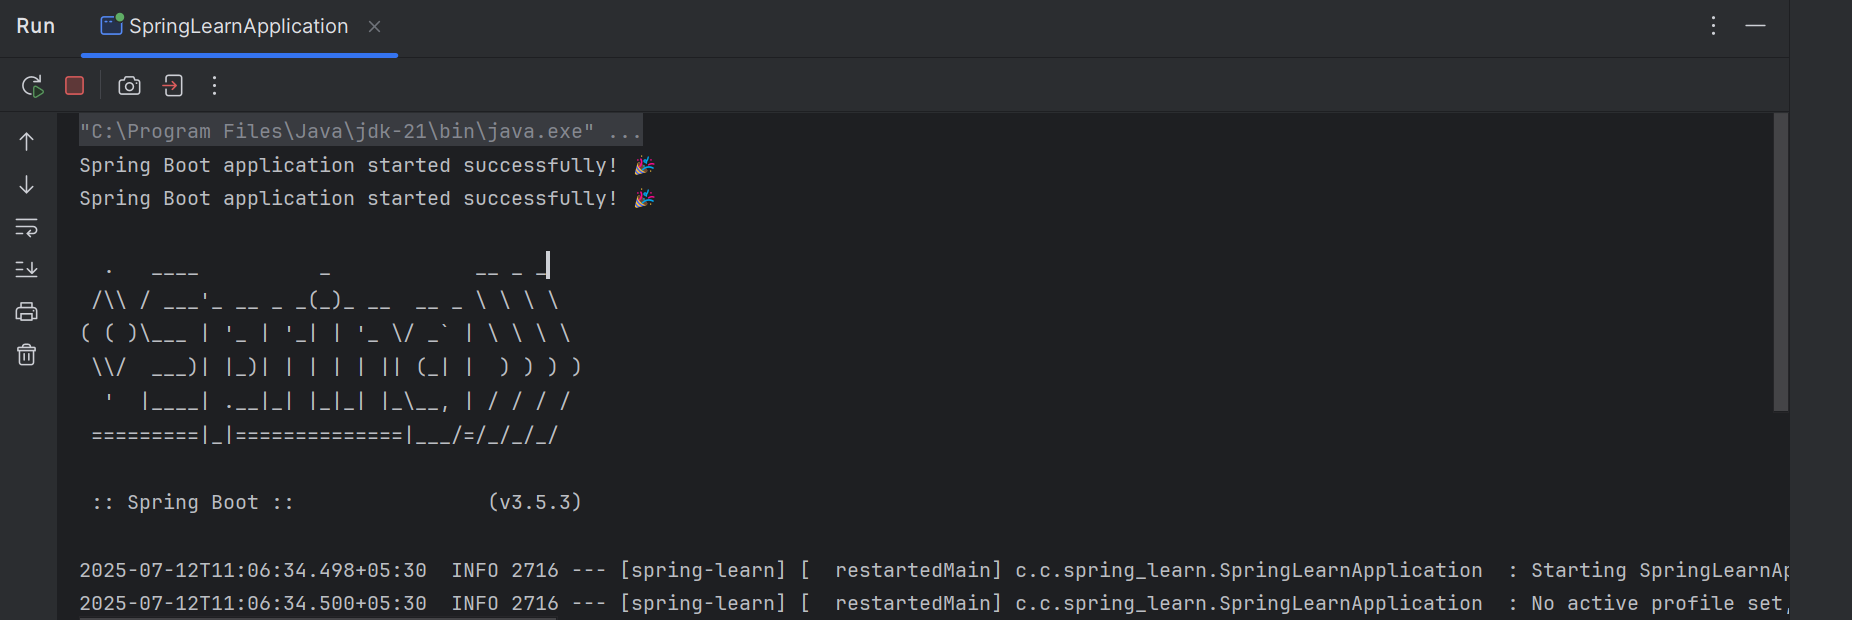 Run SpringLearnApplication
"C:\Program Files\Java\jdk-21\bin\java.exe" ...
Spring Boot application started successfully! 🎉
Spring Boot application started successfully! 🎉
  .   ____          _            __ _ _
 /\\ / ___'_ __ _ _(_)_ __  __ _ \ \ \ \
( ( )\___ | '_ | '_| | '_ \/ _` | \ \ \ \
 \\/  ___)| |_)| | | | | || (_| |  ) ) ) )
  '  |____| .__|_| |_|_| |_\__, | / / / /
 =========|_|==============|___/=/_/_/_/
 :: Spring Boot ::                (v3.5.3)
2025-07-12T11:06:34.498+05:30  INFO 2716 --- [spring-learn] [  restartedMain] c.c.spring_learn.SpringLearnApplication  : Starting SpringLearnAp
2025-07-12T11:06:34.500+05:30  INFO 2716 --- [spring-learn] [  restartedMain] c.c.spring_learn.SpringLearnApplication  : No active profile set,